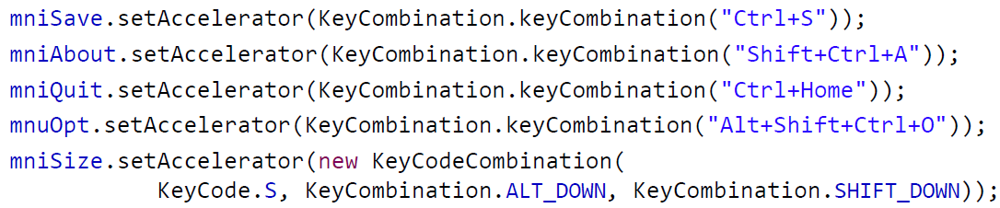 mniSave.setAccelerator(KeyCombination.keyCombination("Ctrl+S"));
mniAbout.setAccelerator(KeyCombination.keyCombination("Shift+Ctrl+A"));
mniQuit.setAccelerator(KeyCombination.keyCombination("Ctrl+Home"));
mnuOpt.setAccelerator(KeyCombination.keyCombination("Alt+Shift+Ctrl+O"));
mniSize.setAccelerator(new KeyCodeCombination(
KeyCode.S, KeyCombination.ALT_DOWN, KeyCombination.SHIFT_DOWN));